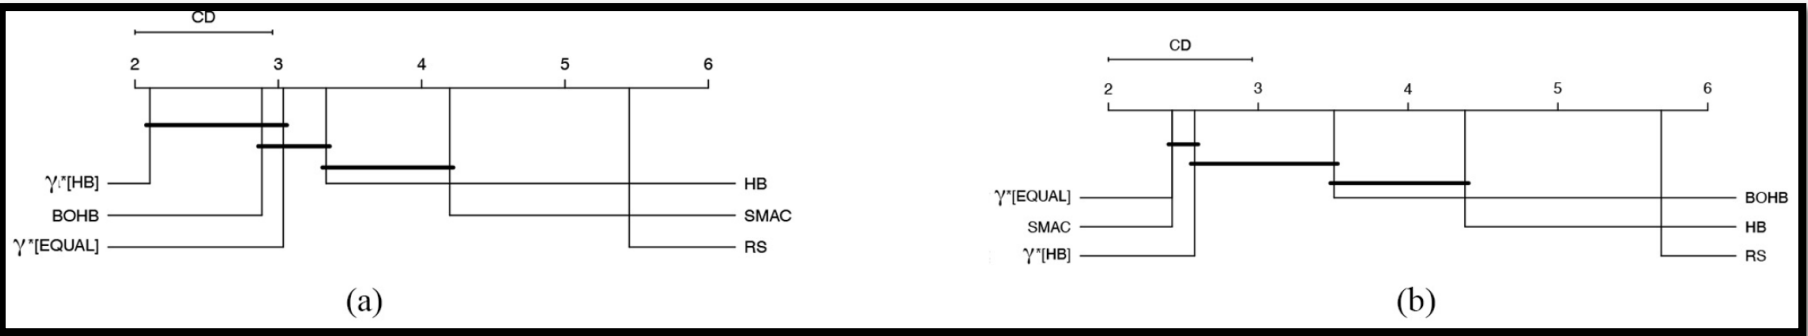 CD
2 3 4 5 6
γ*[HB]
BOHB
γ*[EQUAL]
HB
SMAC
RS
(a)
CD
2 3 4 5 6
γ*[EQUAL]
SMAC
γ*[HB]
BOHB
HB
RS
(b)